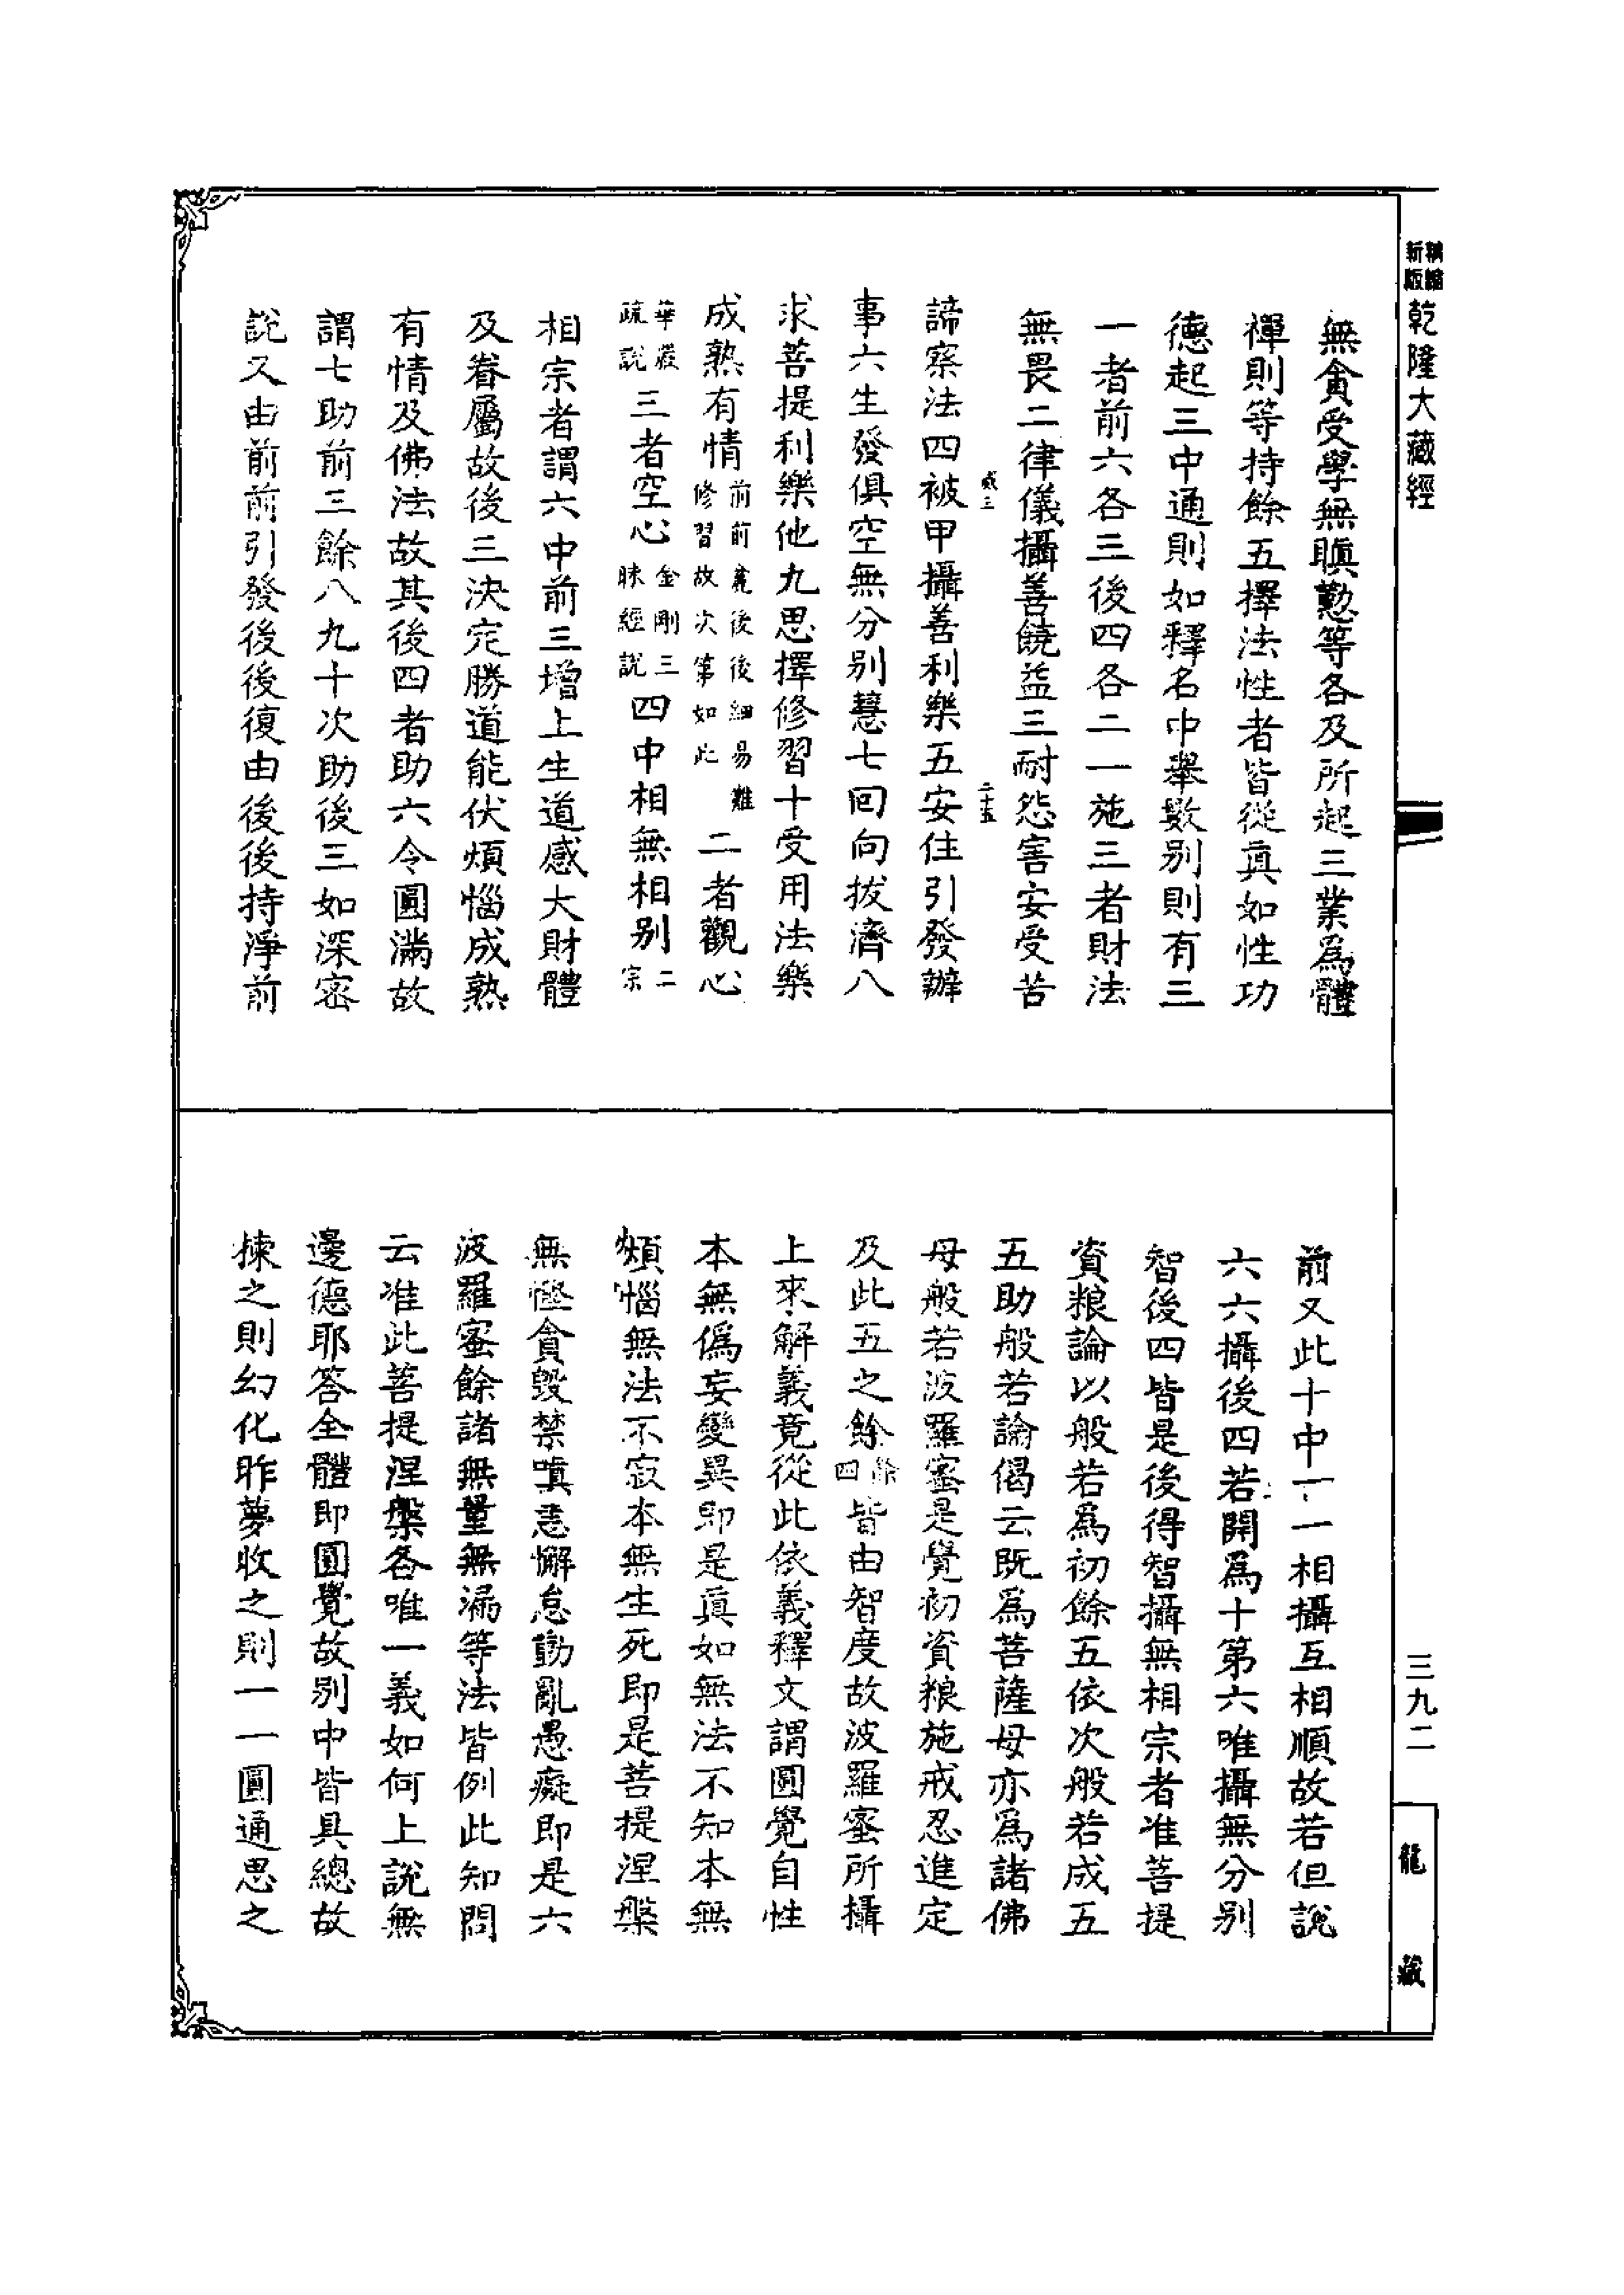 精縮
新版
乾隆大藏經
無貪受學無瞋懃等各及所起三業為體
禪則等持餘五擇法性者皆從真如性功
德起三中通則如釋名中舉數別則有三
一者前六各三後四各二一施三者財法
無畏二律儀攝善饒益三耐怨害安受苦
貳三
二十五
諦察法四被甲攝善利樂五安住引發辦
事六生發俱空無分別慧七回向拔濟八
求菩提利樂他九思擇修習十受用法樂
成熟有情前前麤後後細易難修習故次第如此二者觀心
華嚴疏說三者空心金剛三昧經說四中相無相別二宗
相宗者謂六中前三增上生道感大財體
及眷屬故後三決定勝道能伏煩惱成熟
有情及佛法故其後四者助六令圓滿故
謂七助前三餘八九十次助後三如深密
說又由前前引發後後復由後後持淨前
前又此十中一一相攝互相順故若但說
六六攝後四若開為十第六唯攝無分別
智後四皆是後得智攝無相宗者准菩提
資糧論以般若為初餘五依次般若成五
五助般若論偈云既為菩薩母亦為諸佛
母般若波羅蜜是覺初資糧施戒忍進定
及此五之餘餘四皆由智度故波羅蜜所攝
上來解義竟從此依義釋文謂圓覺自性
本無偽妄變異即是真如無法不知本無
煩惱無法不寂本無生死即是菩提涅槃
無慳貪毀禁嗔恚懈怠動亂愚癡即是六
波羅蜜餘諸無量無漏等法皆例此知問
云准此菩提涅槃各唯一義如何上說無
邊德耶答全體即圓覺故別中皆具總故
揀之則幻化昨夢收之則一一圓通思之
三九二
龍藏